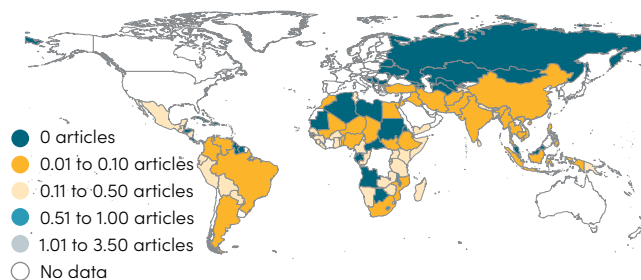 0 articles
0.01 to 0.10 articles
0.11 to 0.50 articles
0.51 to 1.00 articles
1.01 to 3.50 articles
No data